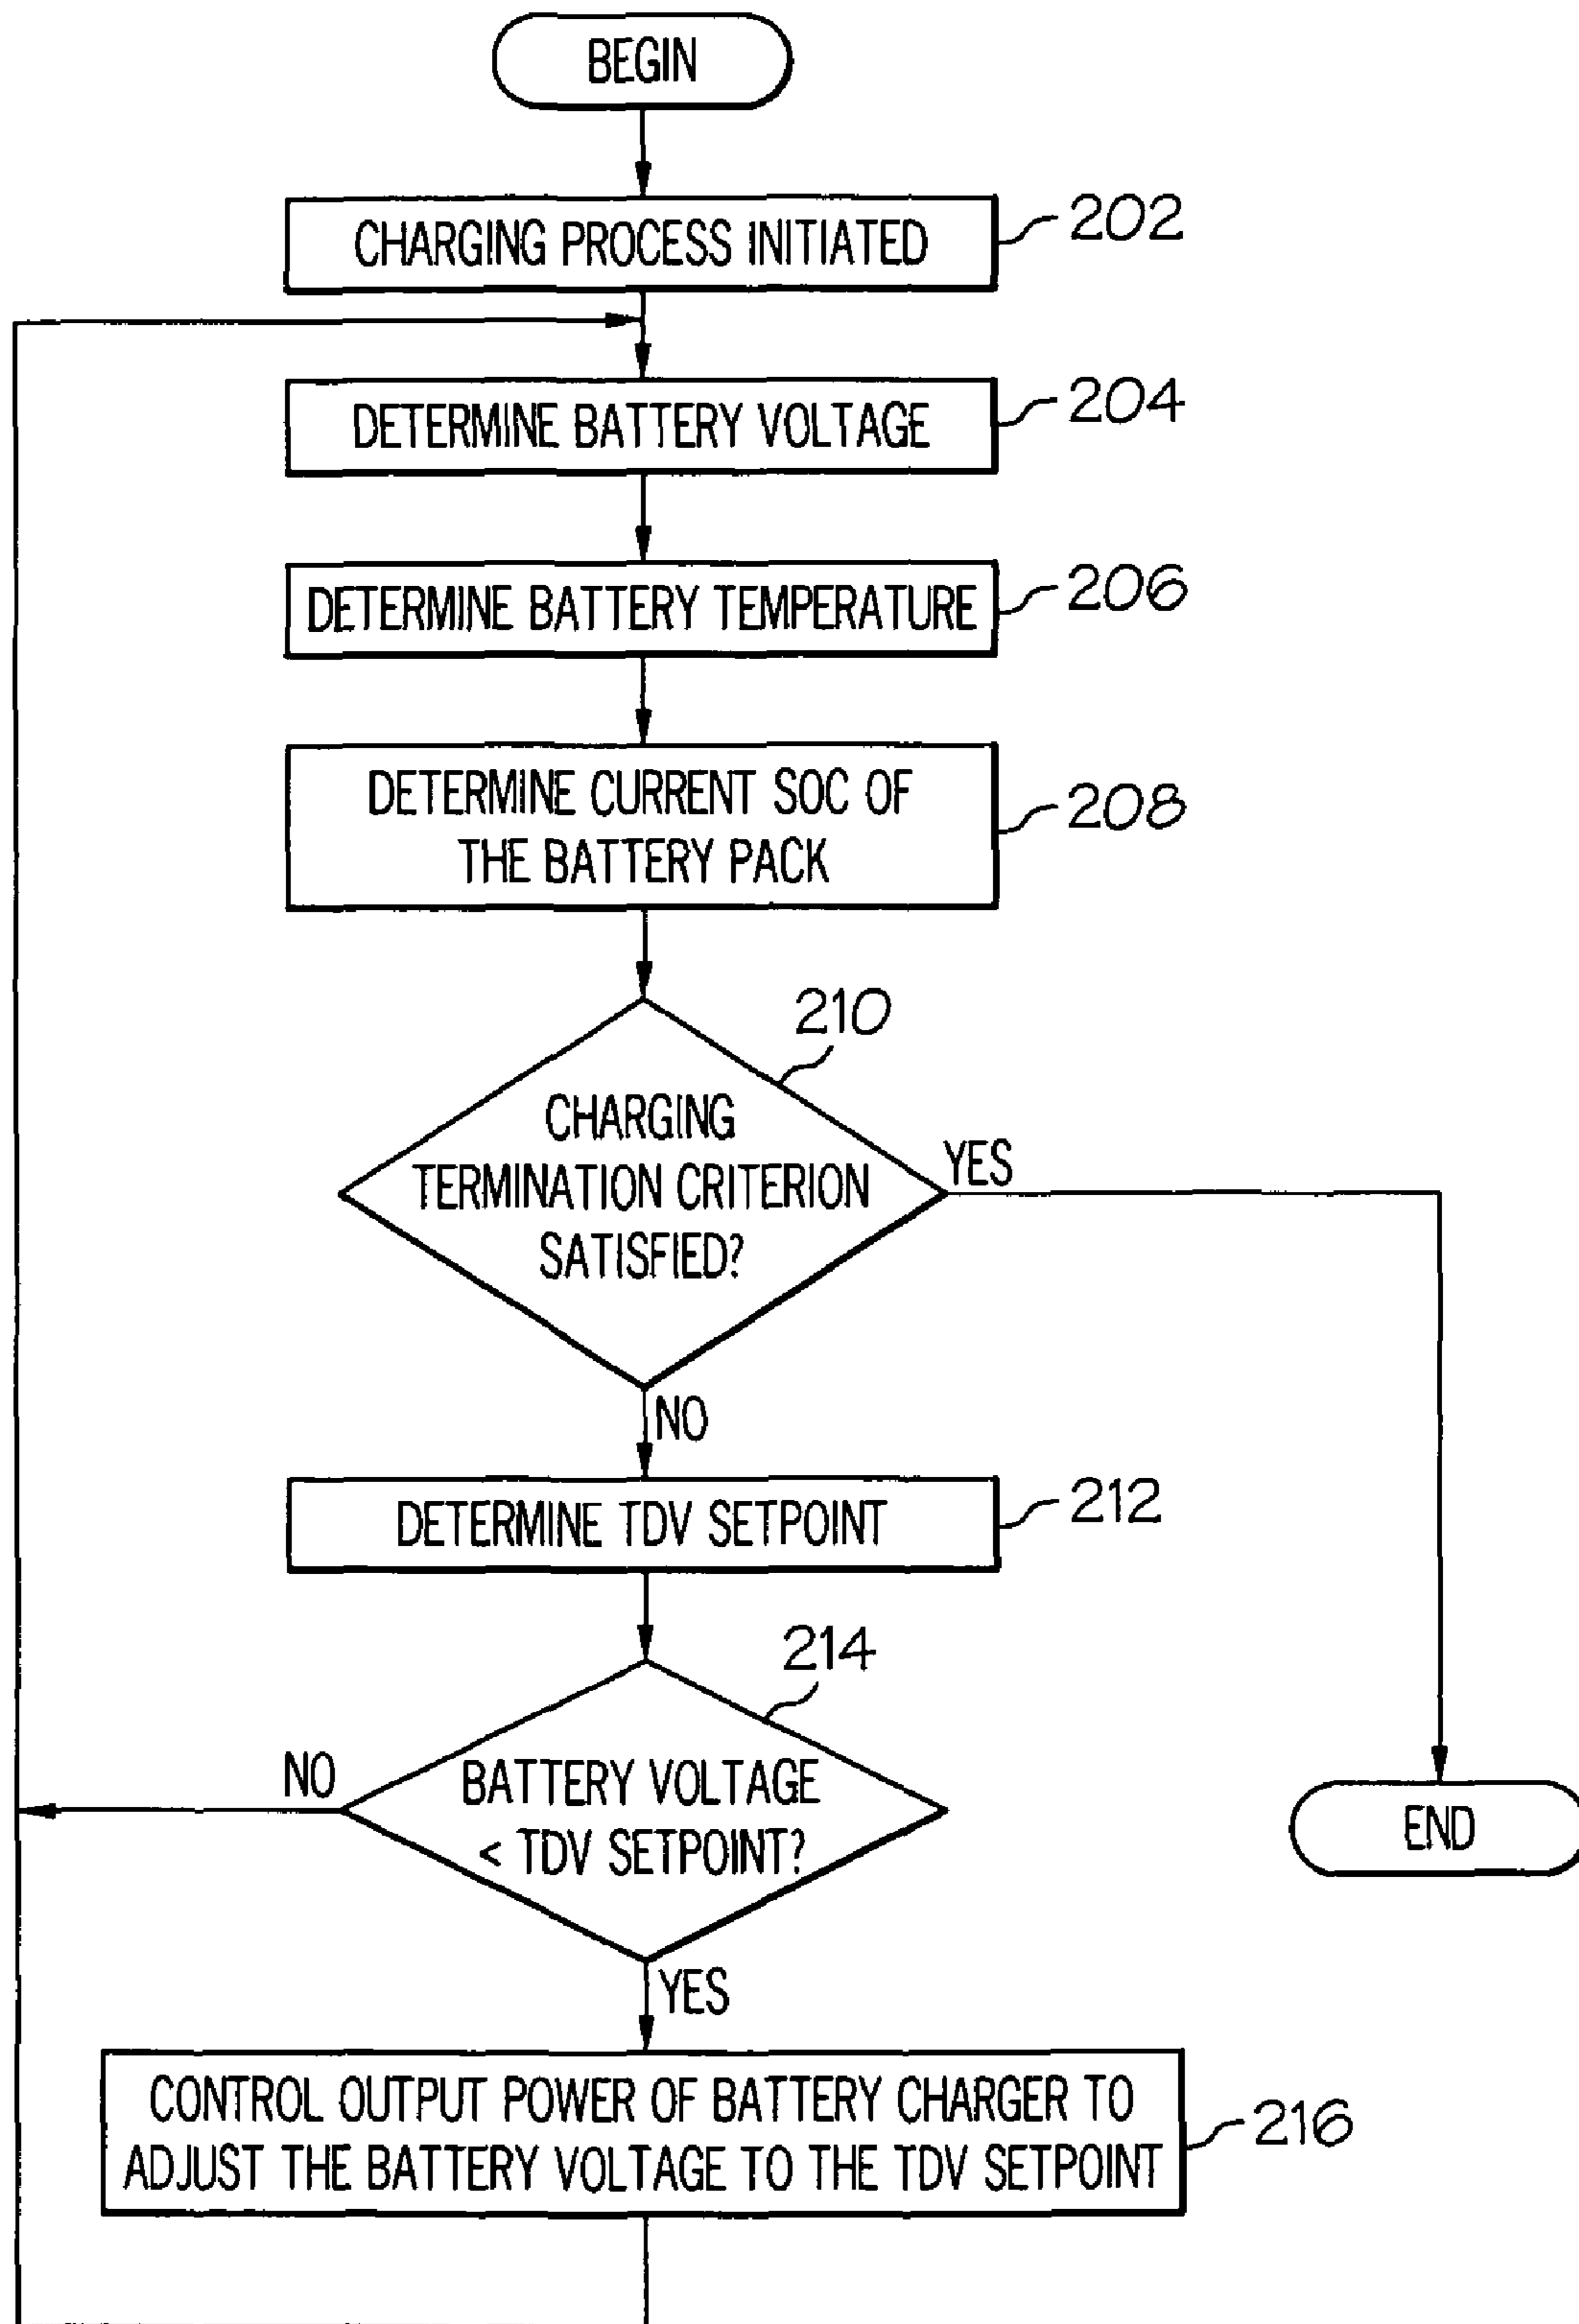 BEGIN
CHARGING PROCESS INITIATED
202
DETERMINE BATTERY VOLTAGE
204
DETERMINE BATTERY TEMPERATURE
206
DETERMINE CURRENT SOC OF
THE BATTERY PACK
208
210
CHARGING
TERMINATION CRITERION
SATISFIED?
YES
NO
DETERMINE TDV SETPOINT
212
214
NO
BATTERY VOLTAGE
< TDV SETPOINT?
END
YES
CONTROL OUTPUT POWER OF BATTERY CHARGER TO
ADJUST THE BATTERY VOLTAGE TO THE TDV SETPOINT
216